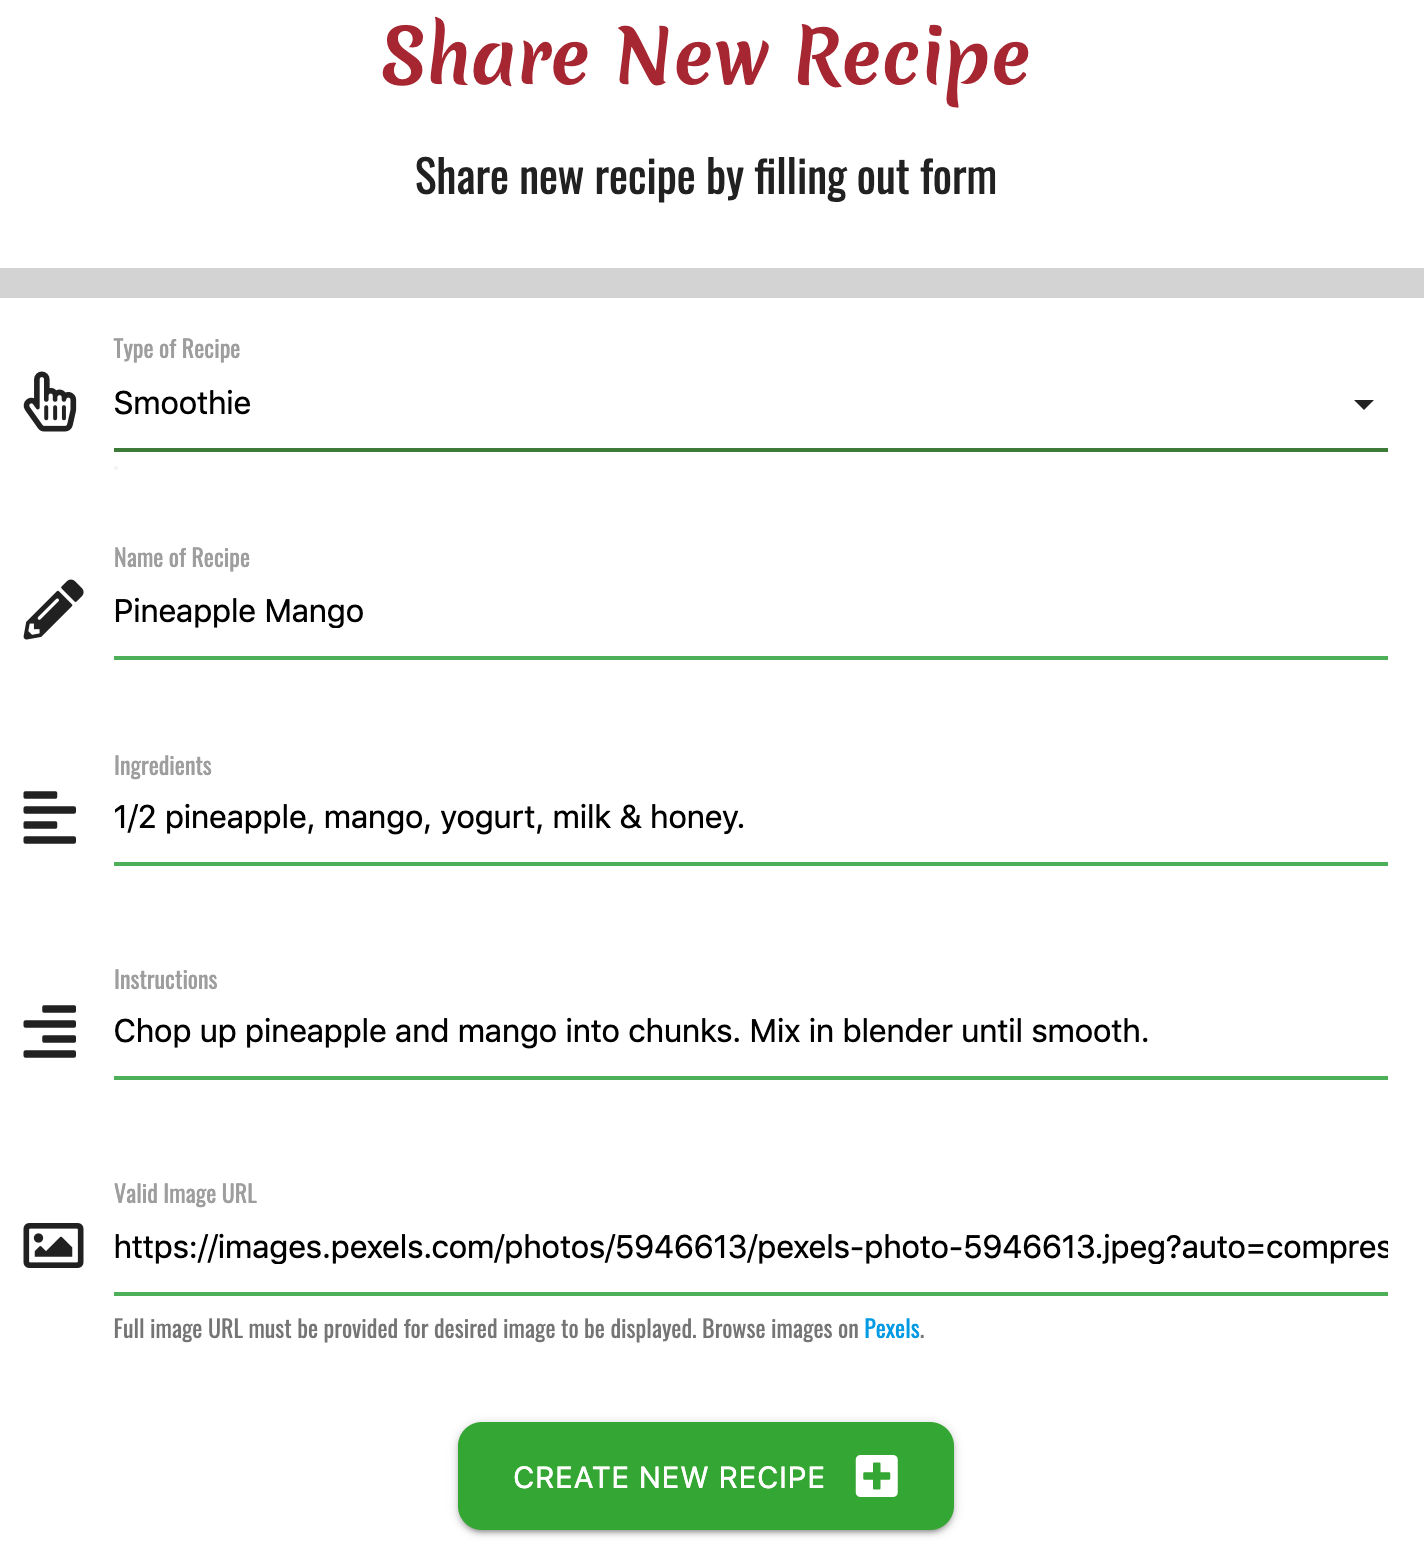 Share New Recipe
Share new recipe by filling out form
Type of Recipe
Smoothie
Name of Recipe
Pineapple Mango
Ingredients
1/2 pineapple, mango, yogurt, milk & honey.
Instructions
Chop up pineapple and mango into chunks. Mix in blender until smooth.
Valid Image URL
https://images.pexels.com/photos/5946613/pexels-photo-5946613.jpeg?auto=compres
Full image URL must be provided for desired image to be displayed. Browse images on Pexels.
CREATE NEW RECIPE